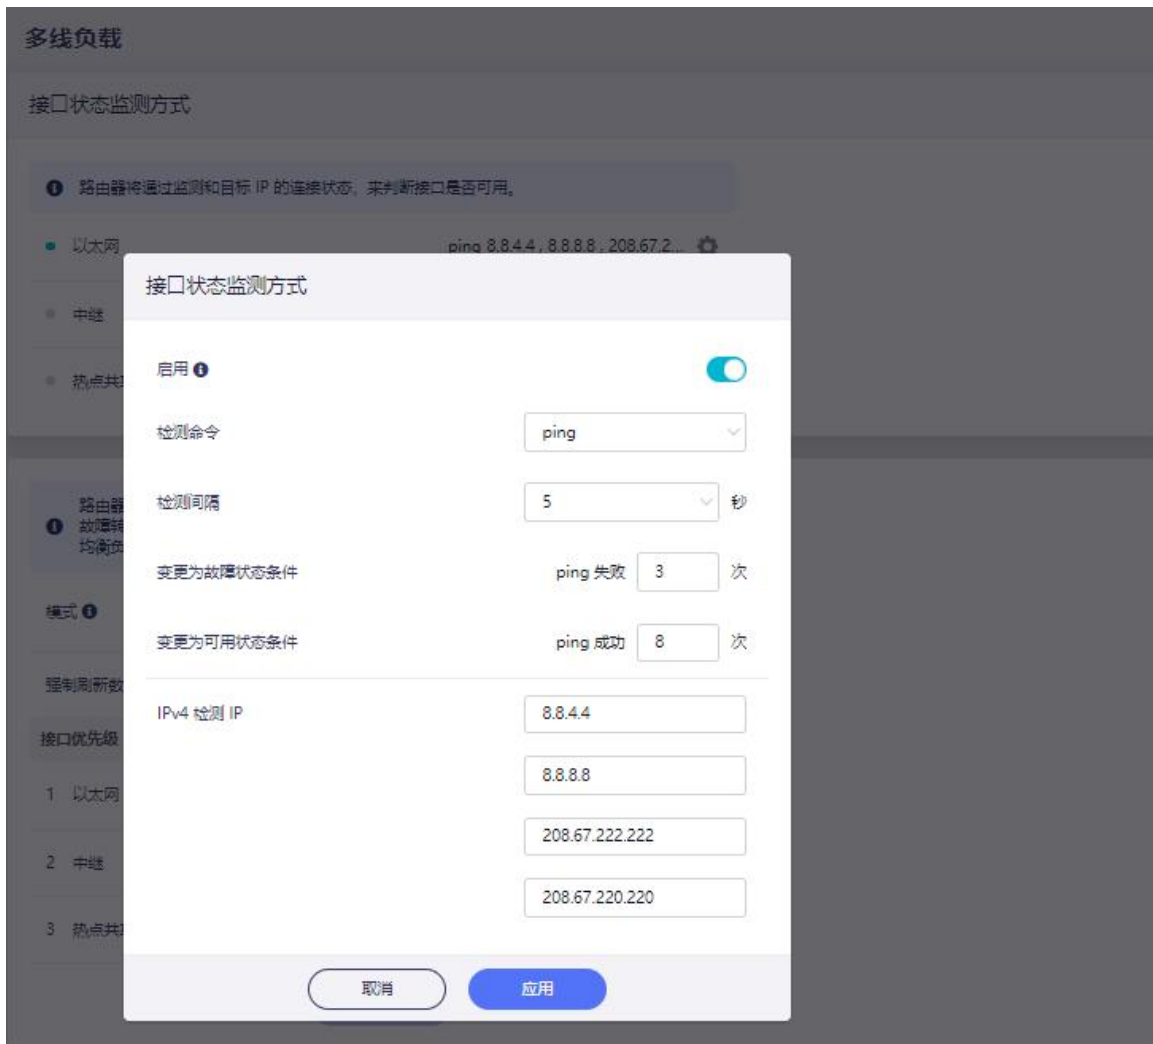 多线负载
接口状态监测方式
路由器将通过监测和目标 IP 的连接状态，来判断接口是否可用。
以太网 ping 8.8.4.4 , 8.8.8.8 , 208.67.2...
接口状态监测方式
中继
启用
热点共
检测命令 ping
检测间隔 5 秒
路由器
故障转
均衡负
变更为故障状态条件 ping 失败 3 次
模式
变更为可用状态条件 ping 成功 8 次
强制刷新数
IPv4 检测 IP 8.8.4.4
接口优先级
8.8.8.8
1 以太网
208.67.222.222
2 中继
208.67.220.220
3 热点共
取消 应用